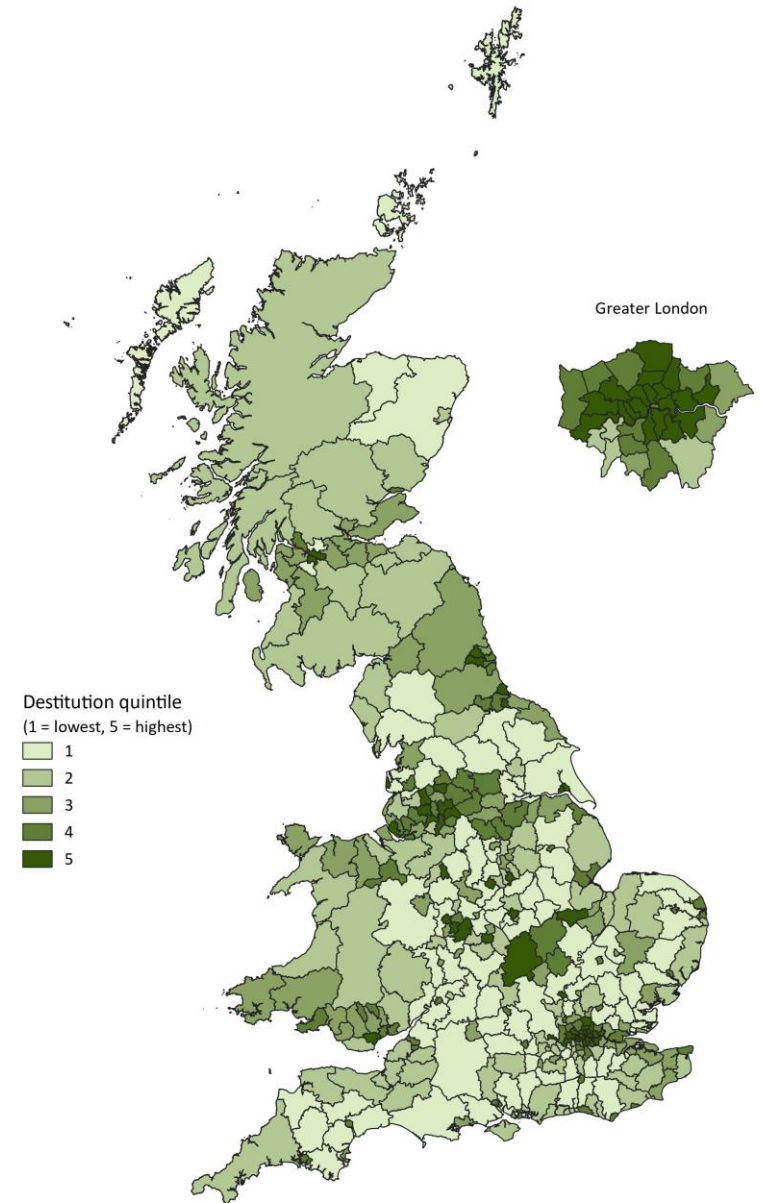 Greater London
Destitution quintile
(1 = lowest, 5 = highest)
1
2
3
4
5